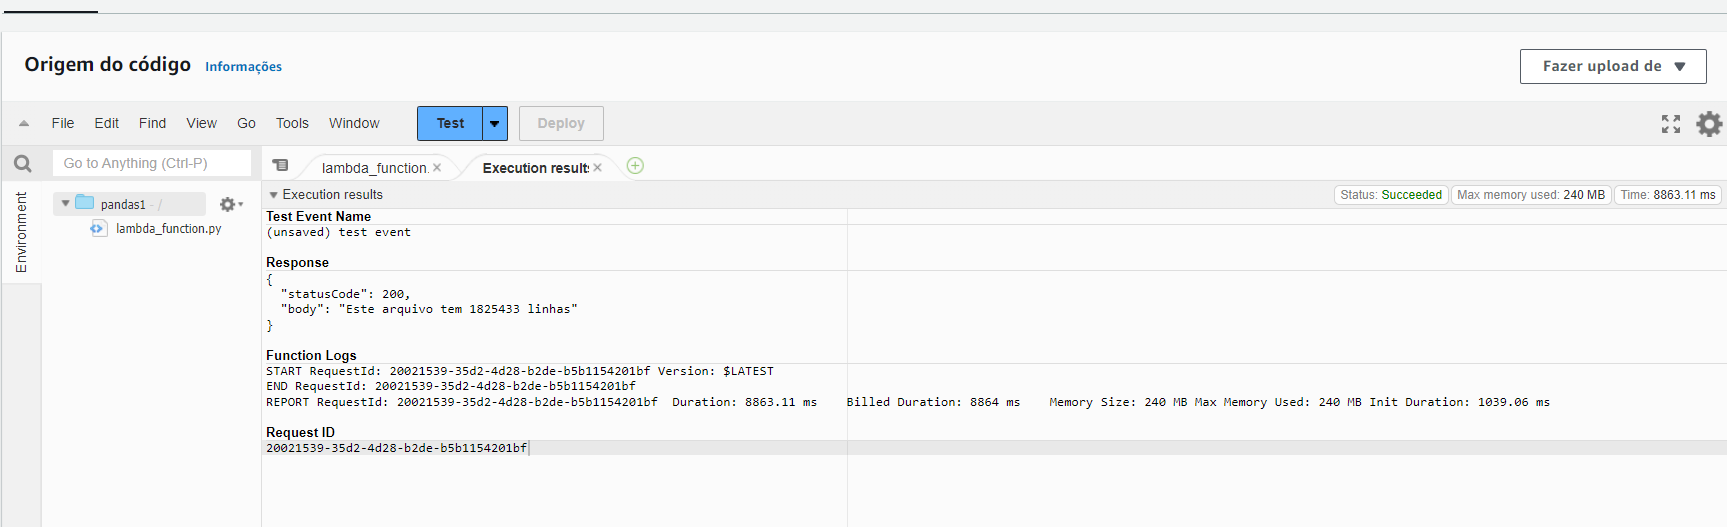 Origem do código Informações
Fazer upload de
File Edit Find View Go Tools Window Test Deploy
Go to Anything (Ctrl-P)
lambda_function. Execution results
Environment
pandas1 - /
lambda_function.py
Execution results
Status: Succeeded Max memory used: 240 MB Time: 8863.11 ms
Test Event Name
(unsaved) test event
Response
{
"statusCode": 200,
"body": "Este arquivo tem 1825433 linhas"
}
Function Logs
START RequestId: 20021539-35d2-4d28-b2de-b5b1154201bf Version: $LATEST
END RequestId: 20021539-35d2-4d28-b2de-b5b1154201bf
REPORT RequestId: 20021539-35d2-4d28-b2de-b5b1154201bf Duration: 8863.11 ms Billed Duration: 8864 ms Memory Size: 240 MB Max Memory Used: 240 MB Init Duration: 1039.06 ms
Request ID
20021539-35d2-4d28-b2de-b5b1154201bf